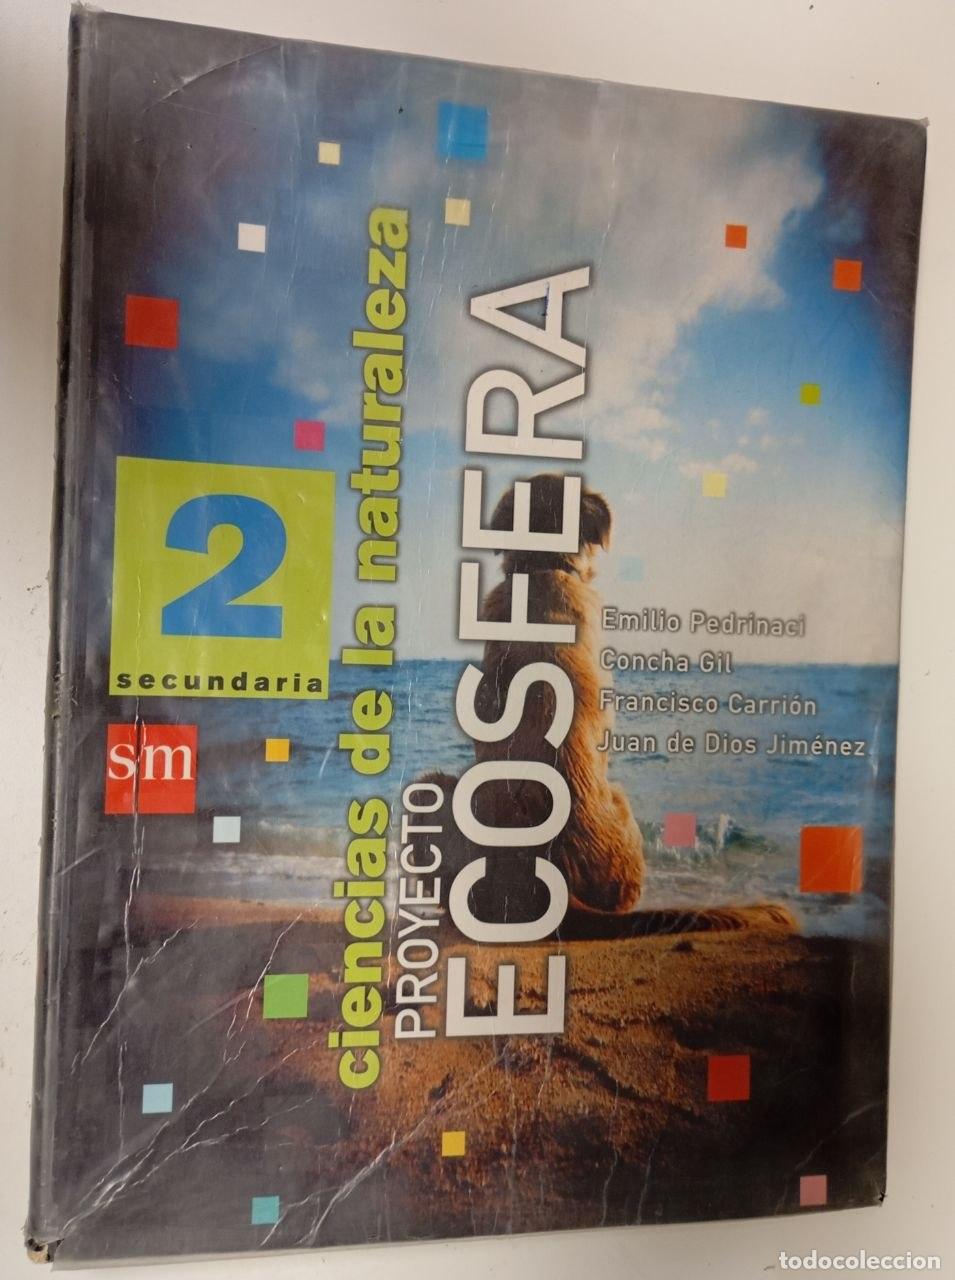 2
secundaria
sm
ciencias de la naturaleza
PROYECTO
ECOSFERA
Emilio Pedrinaci
Concha Gil
Francisco Carrión
Juan de Dios Jiménez
todocoleccion